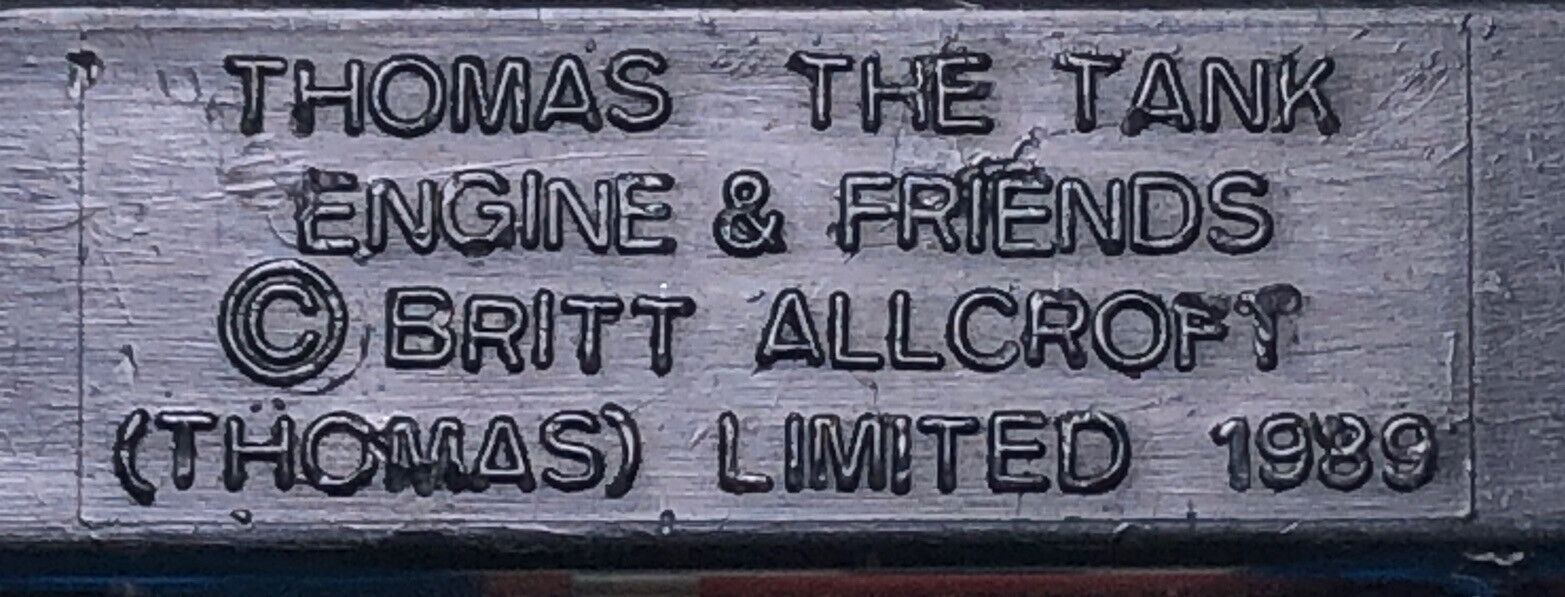 THOMAS THE TANK
ENGINE & FRIENDS
© BRITT ALLCROFT
(THOMAS) LIMITED 1989